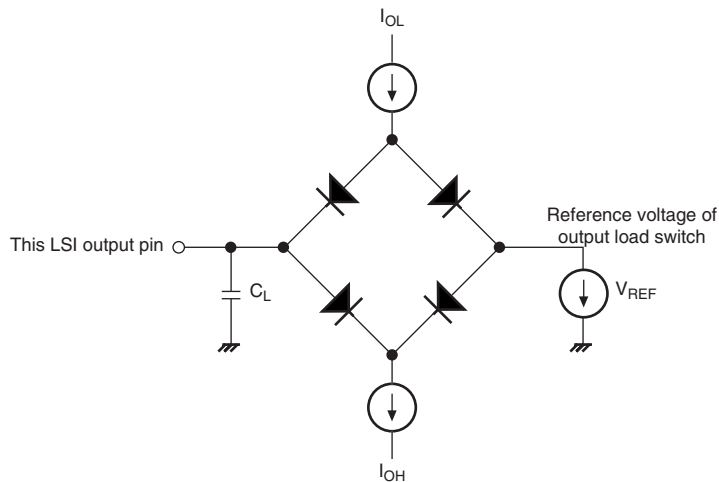 IOL
Reference voltage of
output load switch
This LSI output pin
CL
VREF
IOH